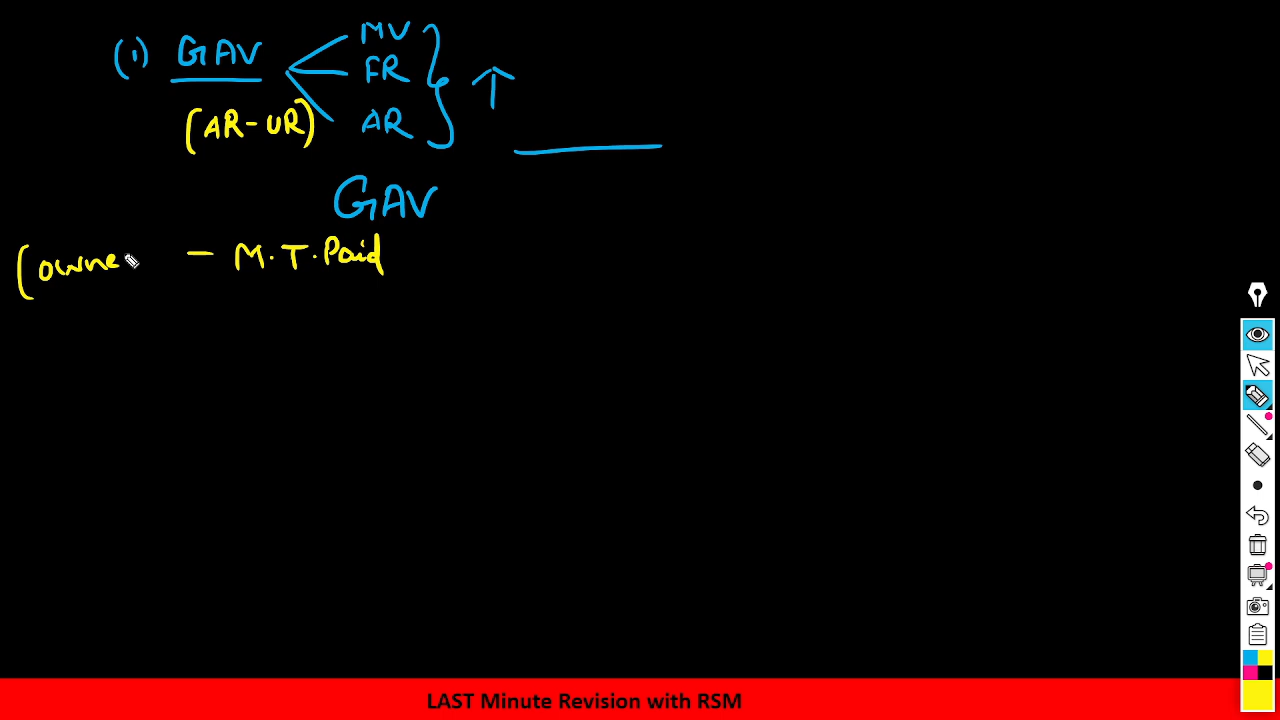 MV
(1) GAV FR
(AR-UR) AR
GAV
(owne - M.T.Paid
LAST Minute Revision with RSM